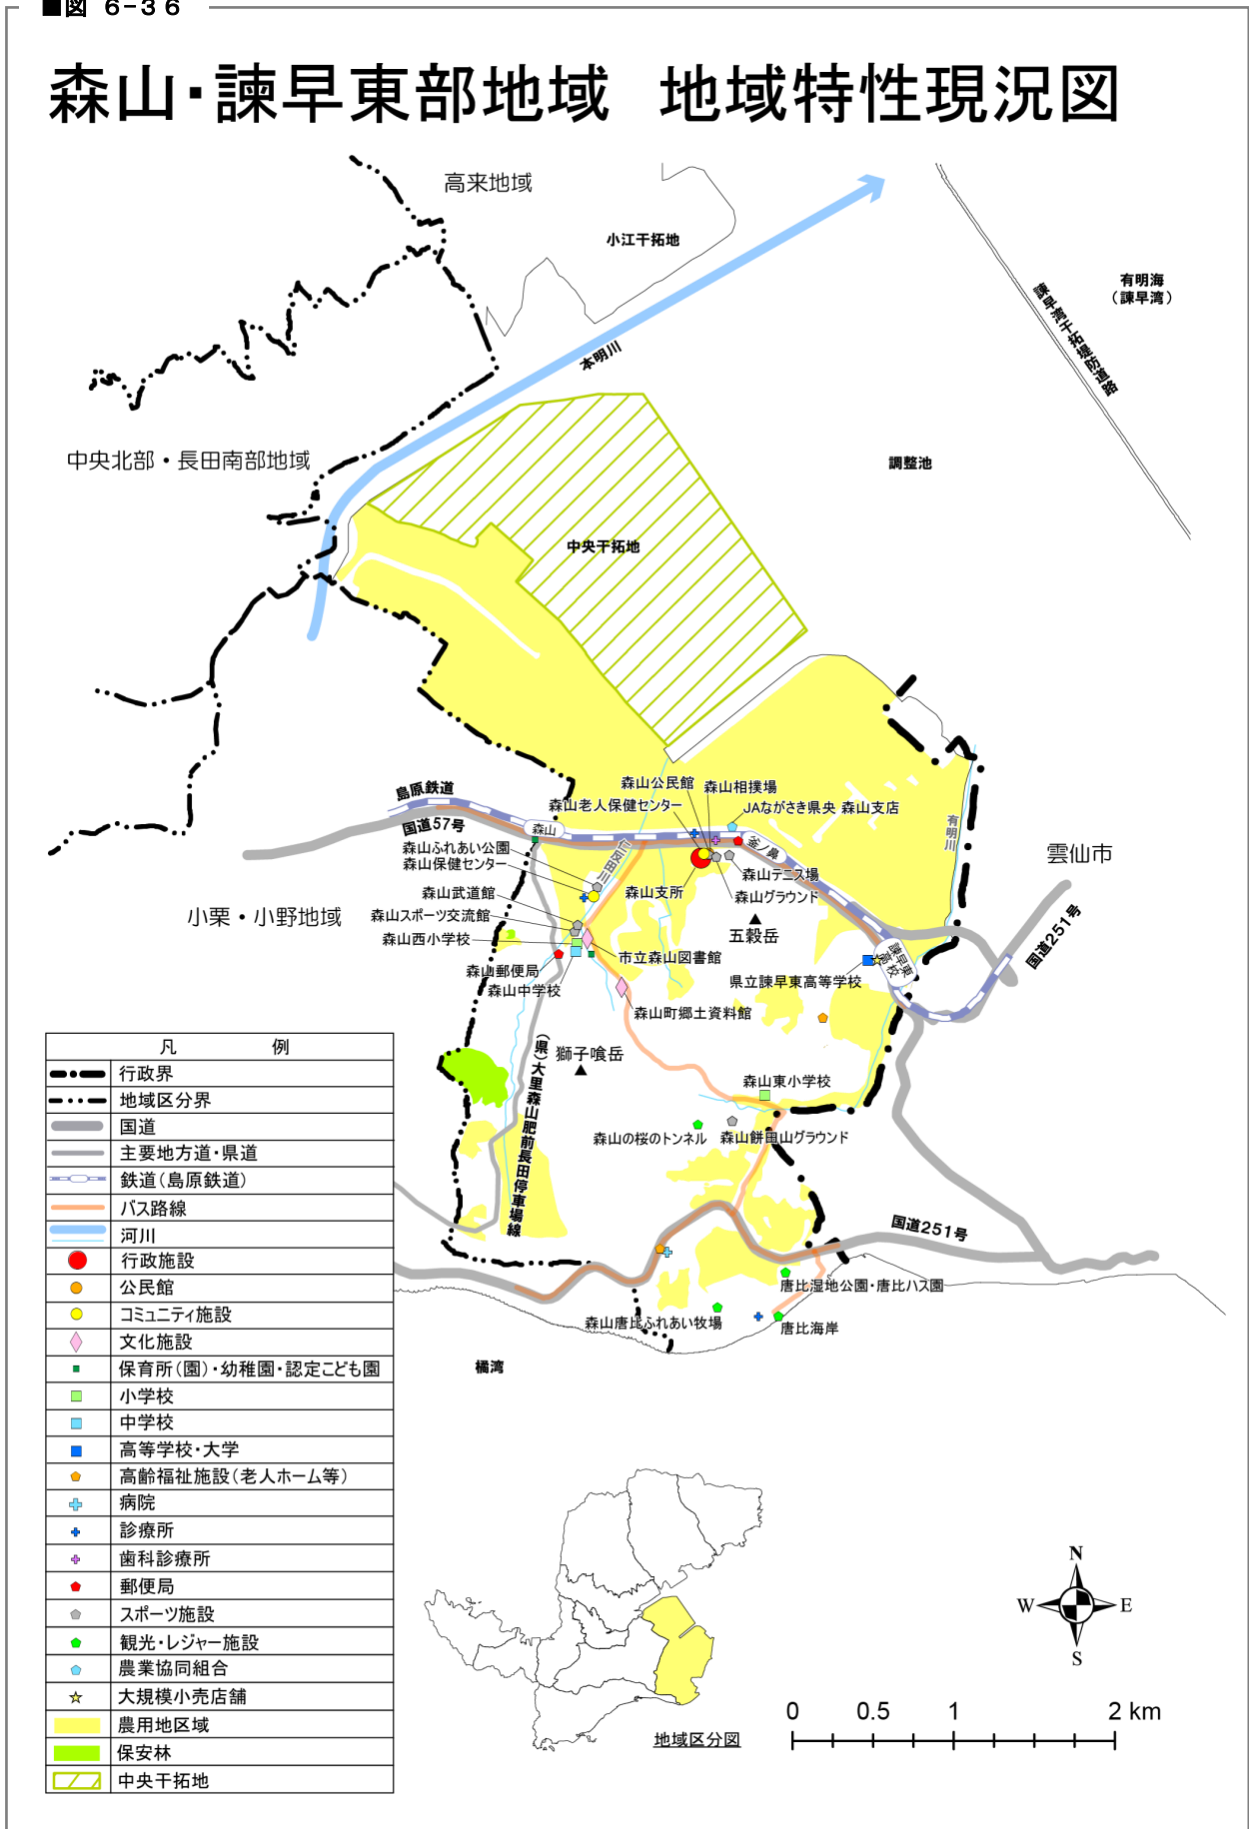 ■図 6-36
森山・諫早東部地域 地域特性現況図
高来地域
小江干拓地
有明海
（諫早湾）
諫早湾干拓堤防道路
本明川
中央北部・長田南部地域
調整池
中央干拓地
島原鉄道
国道57号
森山
森山公民館
森山相撲場
森山老人保健センター
JAながさき県央 森山支店
釜ノ鼻
有明川
雲仙市
森山ふれあい公園
森山保健センター
仁反田川
森山テニス場
森山支所
森山グラウンド
森山武道館
小栗・小野地域
森山スポーツ交流館
五穀岳
国道251号
森山西小学校
市立森山図書館
諫早東高校
森山郵便局
県立諫早東高等学校
森山中学校
森山町郷土資料館
（県）大里森山肥前長田停車場線
獅子喰岳
森山東小学校
森山の桜のトンネル
森山餅田山グラウンド
国道251号
唐比湿地公園・唐比ハス園
森山唐比ふれあい牧場
唐比海岸
橘湾
凡 例
行政界
地域区分界
国道
主要地方道・県道
鉄道（島原鉄道）
バス路線
河川
行政施設
公民館
コミュニティ施設
文化施設
保育所（園）・幼稚園・認定こども園
小学校
中学校
高等学校・大学
高齢福祉施設（老人ホーム等）
病院
診療所
歯科診療所
郵便局
スポーツ施設
観光・レジャー施設
農業協同組合
大規模小売店舗
農用地区域
保安林
中央干拓地
地域区分図
N
W
E
S
0 0.5 1 2 km